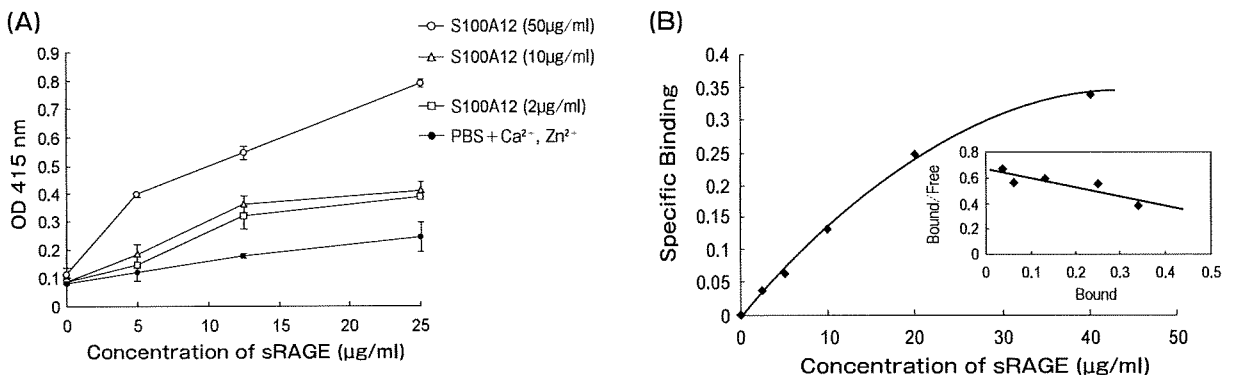 (A)
S100A12 (50μg/ml)
S100A12 (10μg/ml)
S100A12 (2μg/ml)
PBS+Ca²⁺, Zn²⁺
OD 415 nm
0.9
0.8
0.7
0.6
0.5
0.4
0.3
0.2
0.1
0
0 5 10 15 20 25
Concentration of sRAGE (μg/ml)
(B)
Specific Binding
0.4
0.35
0.35
0.25
0.2
0.15
0.1
0.05
0
0 10 20 30 40 50
Concentration of sRAGE (μg/ml)
Bound/Free
0.8
0.6
0.4
0.2
0
0 0.1 0.2 0.3 0.4 0.5
Bound